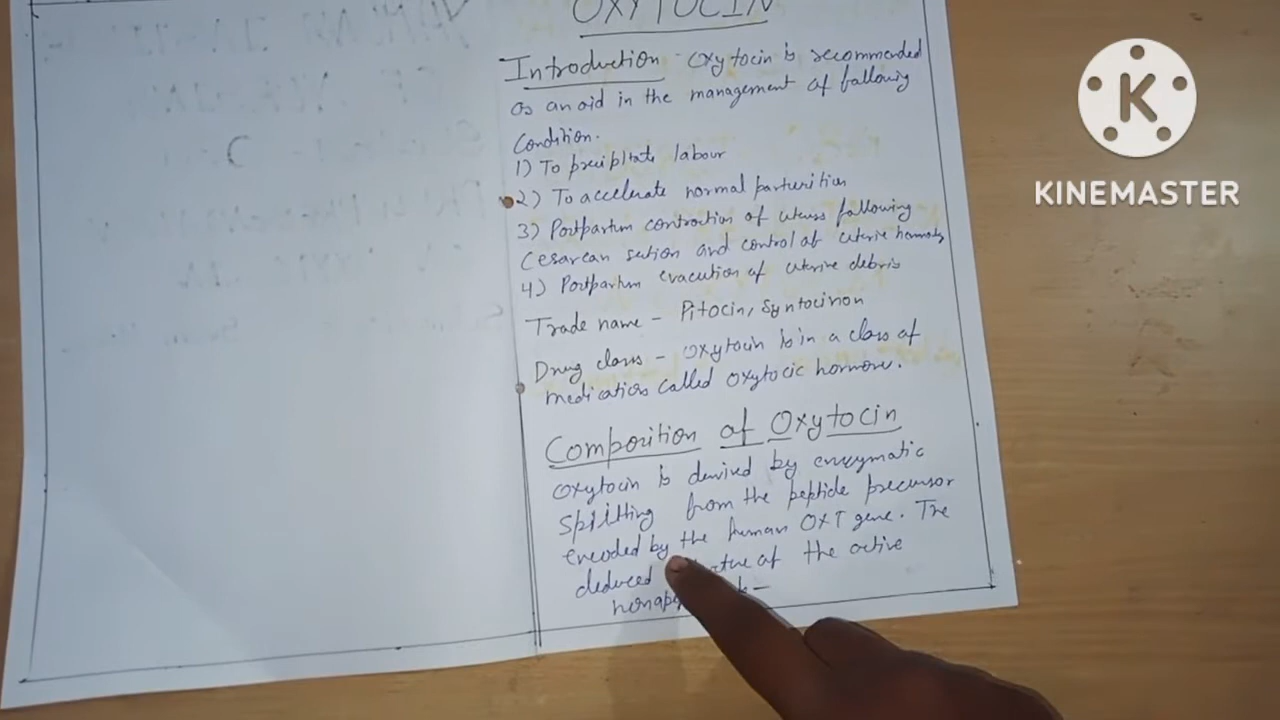 OXYTOCIN
Introduction - Oxytocin is recommended
as an aid in the management of fallowing
Condition.
1) To precipitate labour
2) To accelerate normal parturition
3) Postpartum contraction of uterus fallowing
Cesarean section and control of uterine
4) Postpartum evacution of uterine debris
Trade name - Pitocin, Syntocinon
Drug class - Oxytocin is in a class of
medications called Oxytocic hormone.
Composition of Oxytocin
Oxytocin is derived by enzymatic
splitting from the peptide precursor
encoded by the human OXT gene. The
deduced of the active
K
KINEMASTER